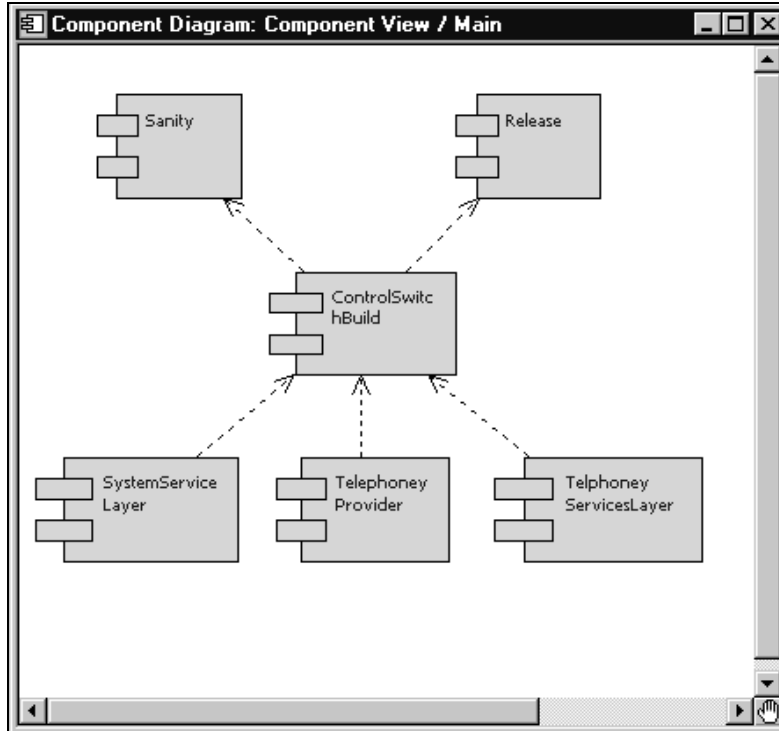 Component Diagram: Component View / Main
Sanity
Release
ControlSwitc
hBuild
SystemService
Layer
Telephoney
Provider
Telphoney
ServicesLayer